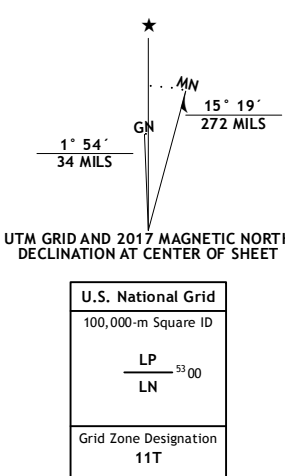 ★
MN
15° 19´
272 MILS
GN
1° 54´
34 MILS
UTM GRID AND 2017 MAGNETIC NORTH
DECLINATION AT CENTER OF SHEET
U.S. National Grid
100,000-m Square ID
LP
5300
LN
Grid Zone Designation
11T